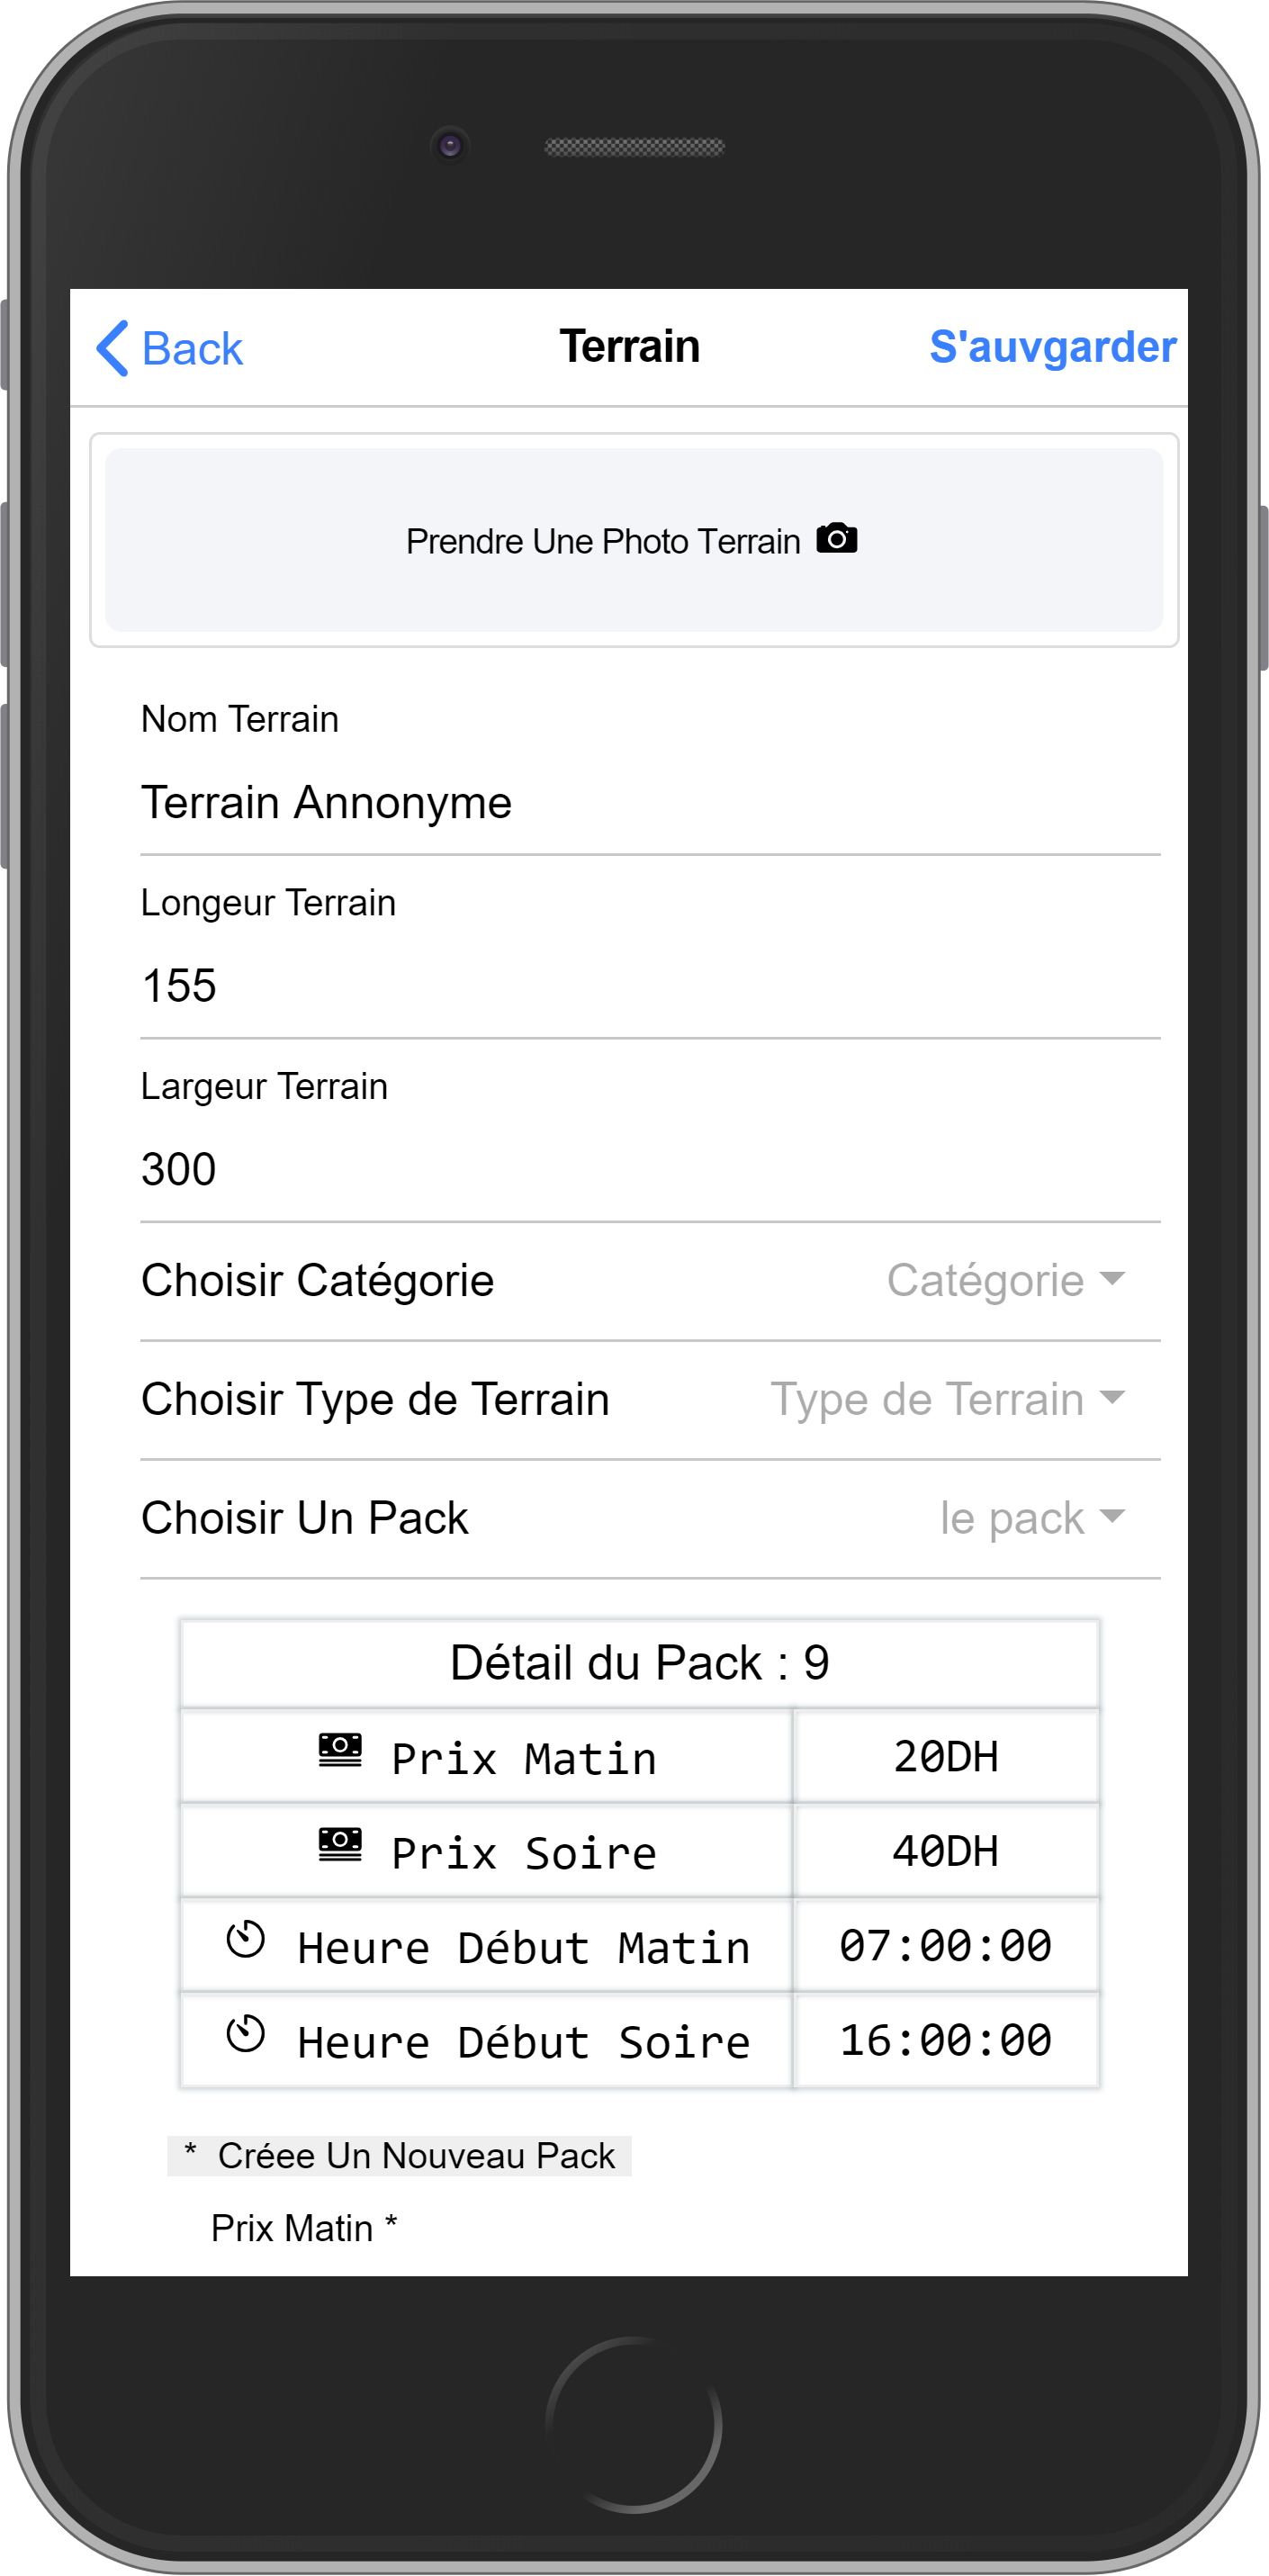 Back
Terrain
S'auvgarder
Prendre Une Photo Terrain
Nom Terrain
Terrain Annonyme
Longeur Terrain
155
Largeur Terrain
300
Choisir Catégorie Catégorie
Choisir Type de Terrain Type de Terrain
Choisir Un Pack le pack
Détail du Pack : 9
Prix Matin 20DH
Prix Soire 40DH
Heure Début Matin 07:00:00
Heure Début Soire 16:00:00
* Créee Un Nouveau Pack
Prix Matin *